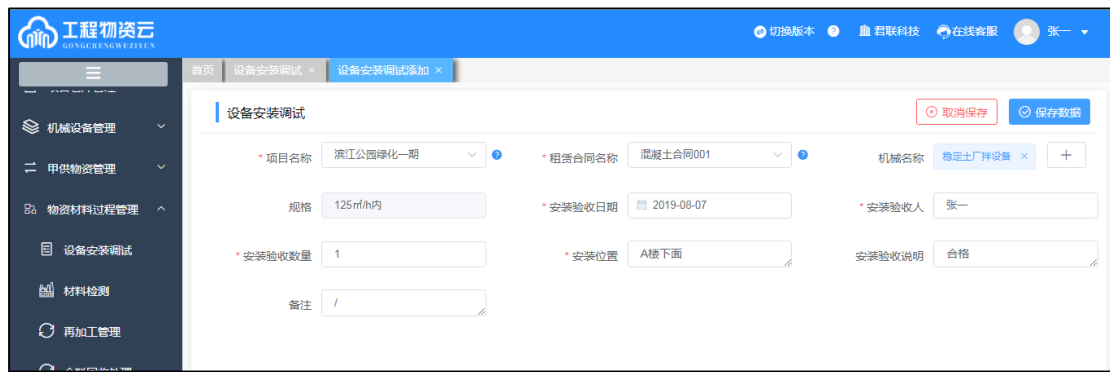 工程物资云
GONGCHENGWUZIYUN
切换版本 君联科技 在线客服 张一
首页 设备安装调试 × 设备安装调试添加 ×
机械设备管理
甲供物资管理
物资材料过程管理
设备安装调试
材料检测
再加工管理
设备安装调试 取消保存 保存数据
* 项目名称 滨江公园绿化一期 * 租赁合同名称 混凝土合同001 机械名称 稳定土厂拌设备 × +
规格 125㎡/h内 * 安装验收日期 2019-08-07 * 安装验收人 张一
* 安装验收数量 1 * 安装位置 A楼下面 安装验收说明 合格
备注 /